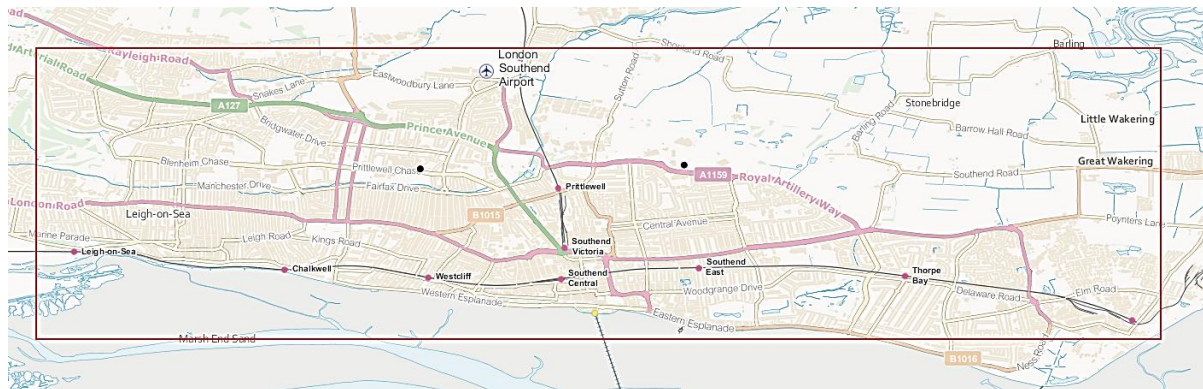 Barling
Shopland Road
London
Southend
Airport
Rayleigh Road
Arterial Road
Eastwoodbury Lane
Sutton Road
Snakes Lane
A127
Stonebridge
Bridgwater Drive
Prince Avenue
Barling Road
Little Wakering
Barrow Hall Road
Blenheim Chase
Prittlewell Chase
Great Wakering
A1159
Royal Artillery Way
Southend Road
Manchester Drive
Fairfax Drive
Prittlewell
London Road
Leigh-on-Sea
B1015
Central Avenue
Poynters Lane
Marine Parade
Leigh Road
Kings Road
Southend
Victoria
Leigh-on-Sea
Chalkwell
Westcliff
Southend
Central
Southend
East
Thorpe
Bay
Woodgrange Drive
Elm Road
Delaware Road
Western Esplanade
Eastern Esplanade
Marsh End Sand
B1016
Ness Road